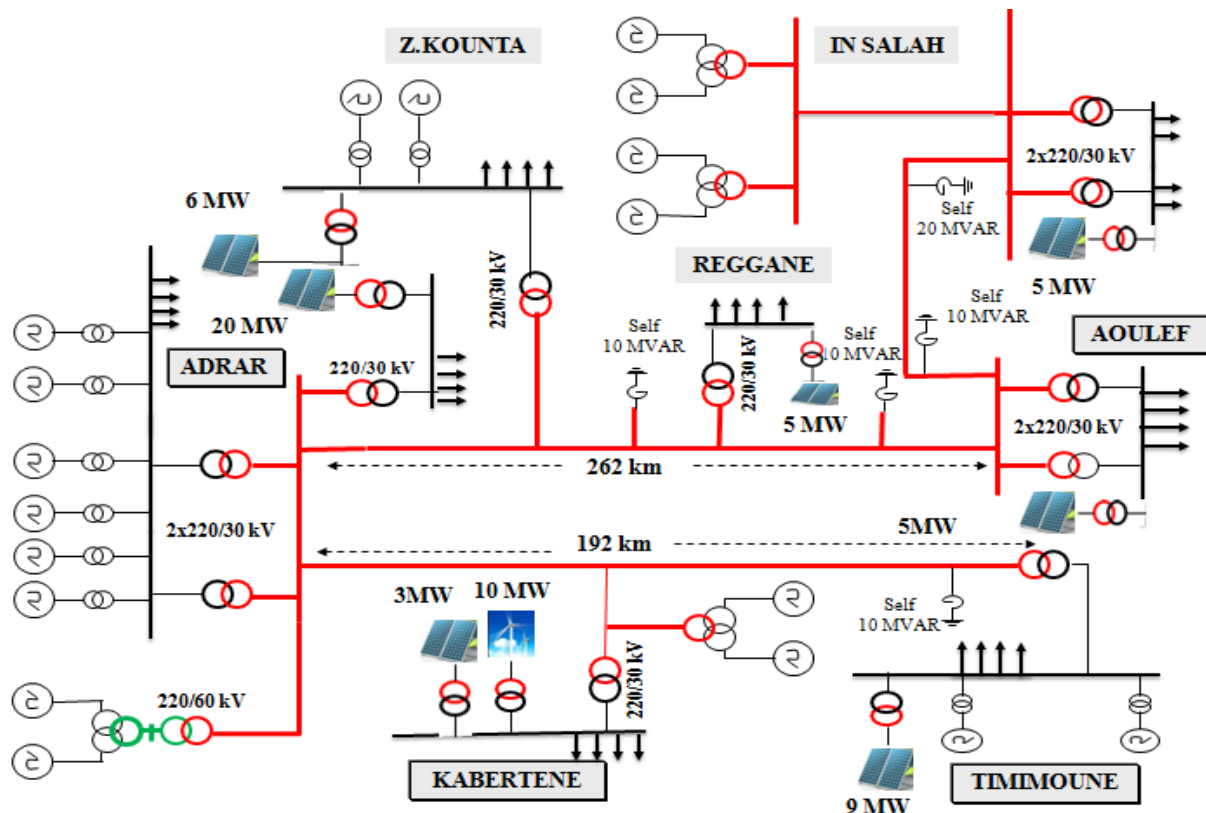 Z.KOUNTA
IN SALAH
6 MW
2x220/30 kV
Self
20 MVAR
REGGANE
220/30 kV
5 MW
20 MW
Self
10 MVAR
Self
10 MVAR
Self
10 MVAR
AOULEF
ADRAR
220/30 kV
220/30 kV
5 MW
2x220/30 kV
262 km
2x220/30 kV
5MW
192 km
3MW
10 MW
Self
10 MVAR
220/30 kV
220/60 kV
KABERTENE
TIMIMOUNE
9 MW